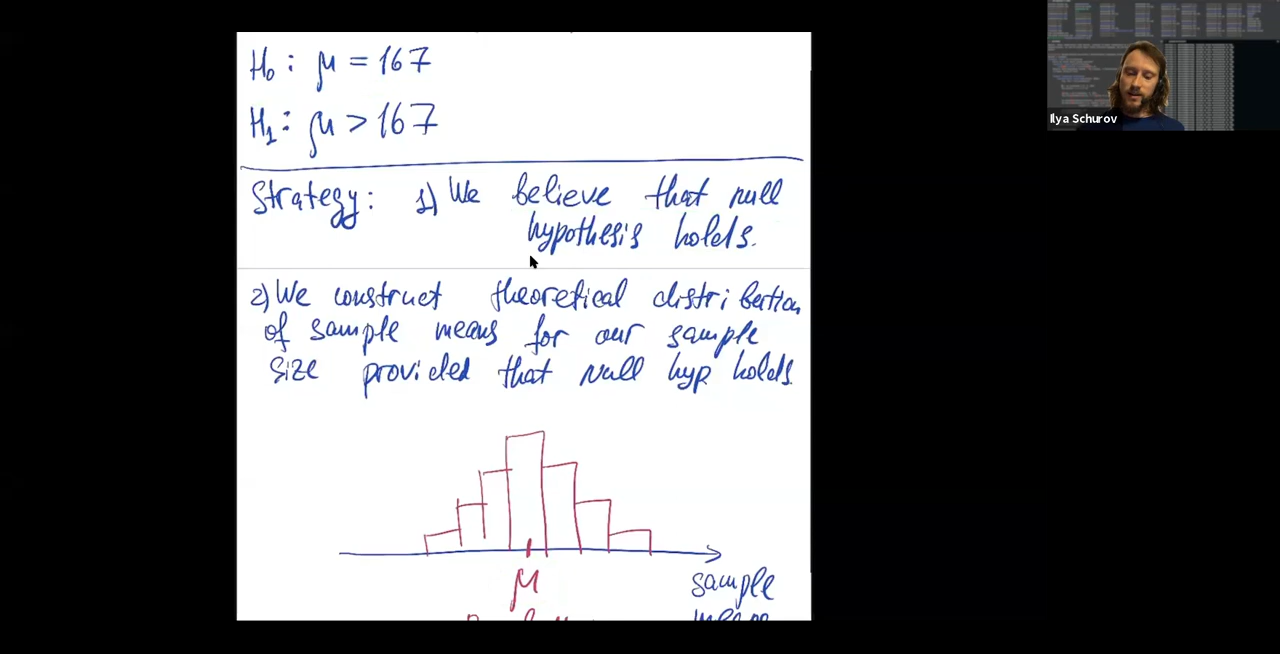 H₀ : μ = 167
H₁ : μ > 167
Strategy: 1) We believe that null
hypothesis holds.
2) We construct theoretical distribution
of sample means for our sample
size provided that null hyp holds.
μ
sample
means
Ilya Schurov